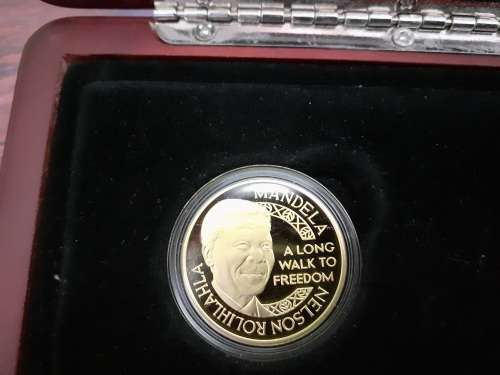 NELSON ROLIHLAHLA
MANDELA
A LONG
WALK TO
FREEDOM